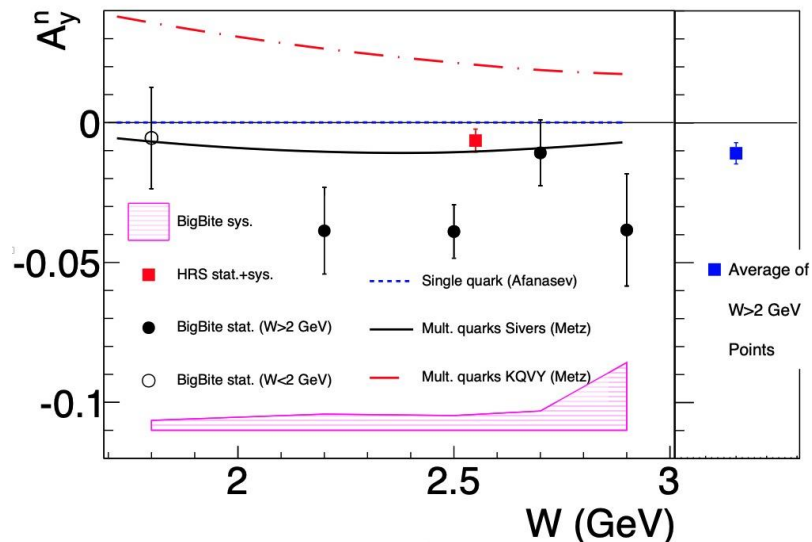 A_y^n
0
-0.05
-0.1
BigBite sys.
HRS stat.+sys.
BigBite stat. (W>2 GeV)
BigBite stat. (W<2 GeV)
Single quark (Afanasev)
Mult. quarks Sivers (Metz)
Mult. quarks KQVY (Metz)
Average of
W>2 GeV
Points
2
2.5
3
W (GeV)